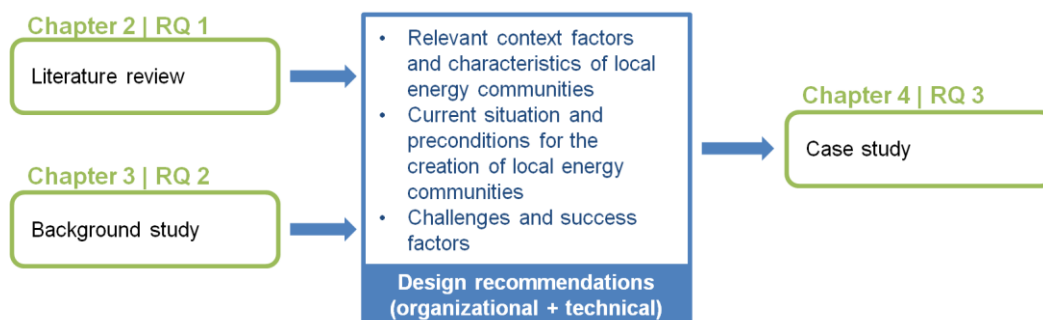 Chapter 2 | RQ 1
Literature review
Chapter 3 | RQ 2
Background study
• Relevant context factors
and characteristics of local
energy communities
• Current situation and
preconditions for the
creation of local energy
communities
• Challenges and success
factors
Design recommendations
(organizational + technical)
Chapter 4 | RQ 3
Case study